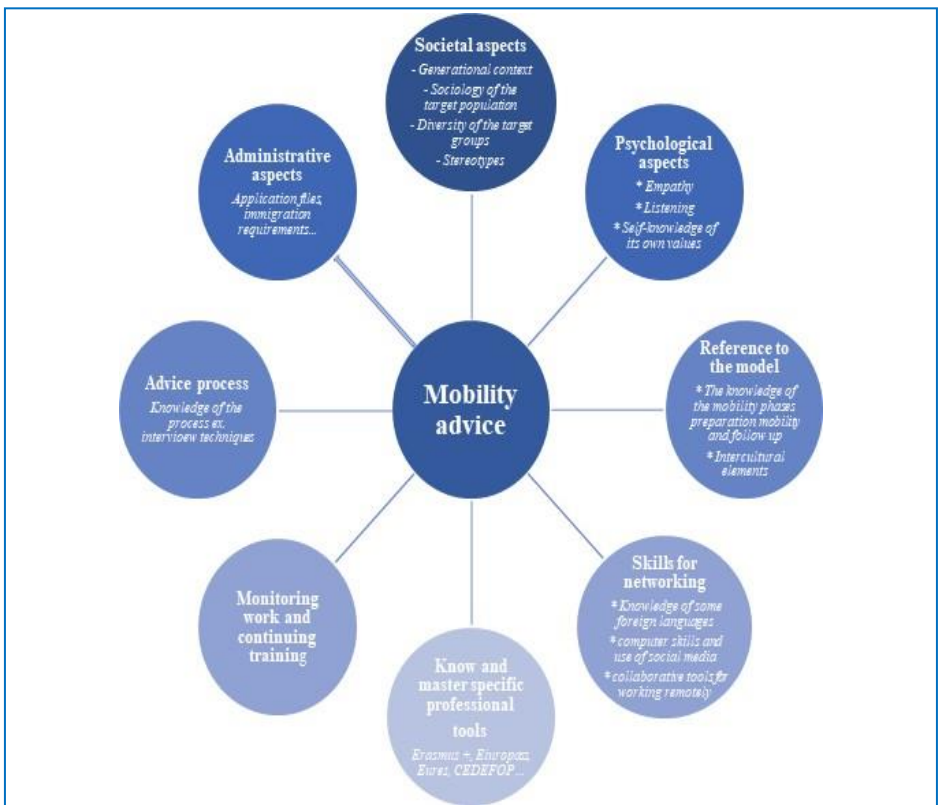 Societal aspects
- Generational context
- Sociology of the
target population
- Diversity of the target
groups
- Stereotypes
Psychological
aspects
* Empathy
* Listening
* Self-knowledge of
its own values
Reference to
the model
* The knowledge of
the mobility phases
preparation mobility
and follow up
* Intercultural
elements
Skills for
networking
* Knowledge of some
foreign languages
* computer skills and
use of social media
* collaborative tools for
working remotely
Know and
master specific
professional
tools
Erasmus +, Europass,
Eures, CEDEFOP...
Monitoring
work and
continuing
training
Advice process
Knowledge of the
process ex.
intervioew techniques
Administrative
aspects
Application files,
immigration
requirements...
Mobility
advice